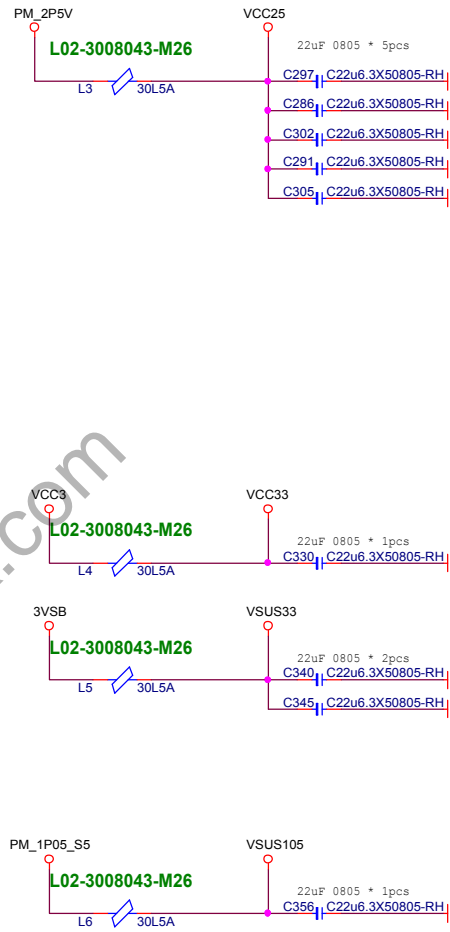 PM_2P5V VCC25
L02-3008043-M26 22uF 0805 * 5pcs
L3 30L5A C297 C22u6.3X50805-RH
C286 C22u6.3X50805-RH
C302 C22u6.3X50805-RH
C291 C22u6.3X50805-RH
C305 C22u6.3X50805-RH
.com
VCC3 VCC33
L02-3008043-M26 22uF 0805 * 1pcs
L4 30L5A C330 C22u6.3X50805-RH
3VSB VSUS33
L02-3008043-M26 22uF 0805 * 2pcs
L5 30L5A C340 C22u6.3X50805-RH
C345 C22u6.3X50805-RH
PM_1P05_S5 VSUS105
L02-3008043-M26 22uF 0805 * 1pcs
L6 30L5A C356 C22u6.3X50805-RH